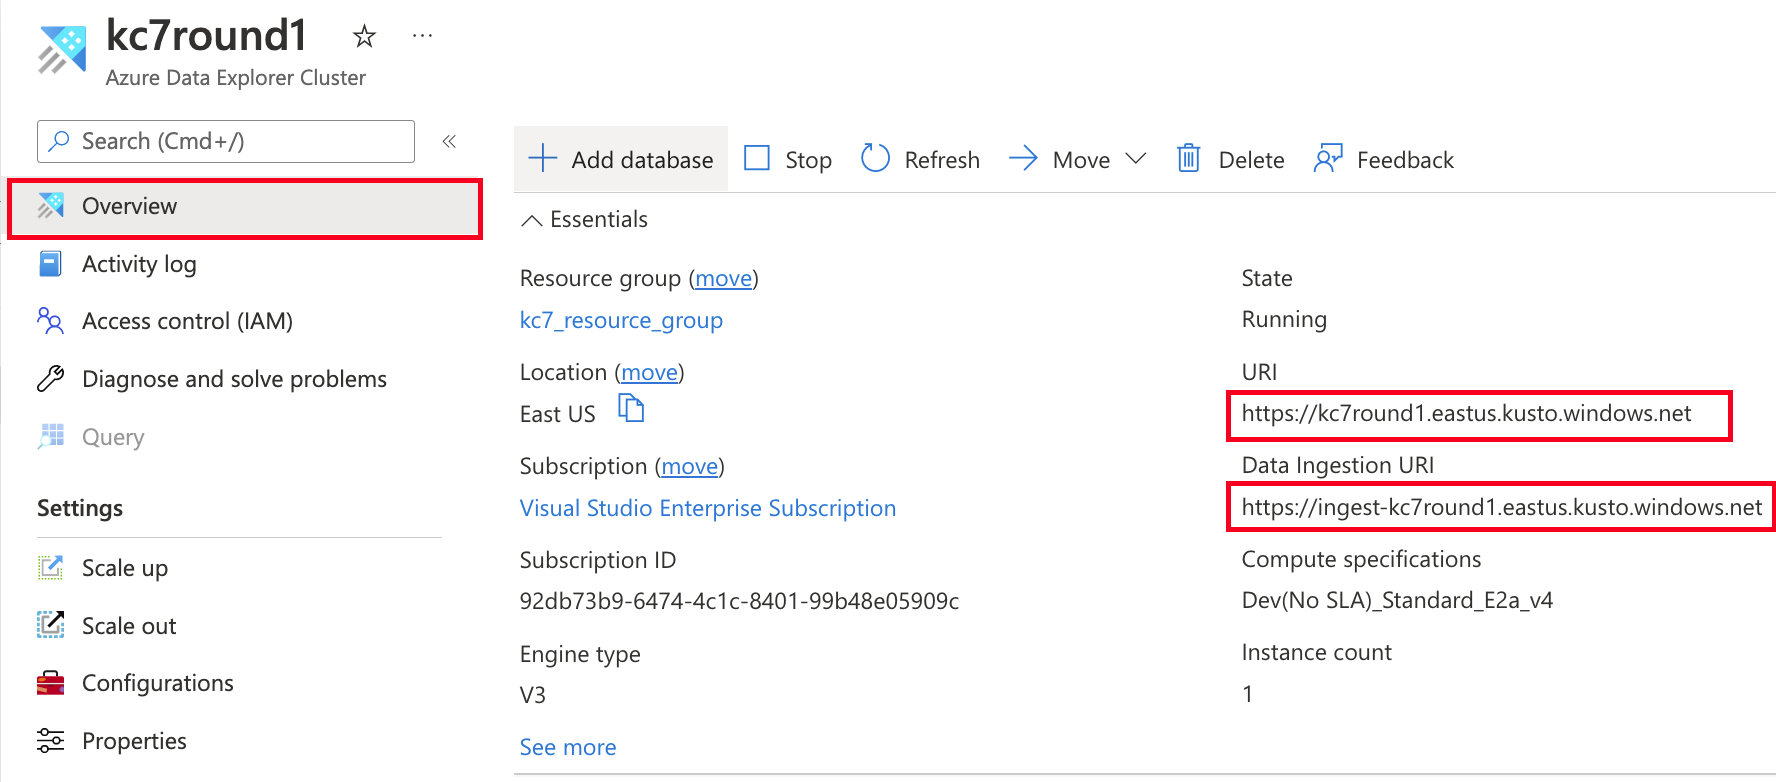 kc7round1
Azure Data Explorer Cluster
Search (Cmd+/)
Overview
Activity log
Access control (IAM)
Diagnose and solve problems
Query
Settings
Scale up
Scale out
Configurations
Properties
Add database Stop Refresh Move Delete Feedback
Essentials
Resource group (move)
kc7_resource_group
Location (move)
East US
Subscription (move)
Visual Studio Enterprise Subscription
Subscription ID
92db73b9-6474-4c1c-8401-99b48e05909c
Engine type
V3
See more
State
Running
URI
https://kc7round1.eastus.kusto.windows.net
Data Ingestion URI
https://ingest-kc7round1.eastus.kusto.windows.net
Compute specifications
Dev(No SLA)_Standard_E2a_v4
Instance count
1